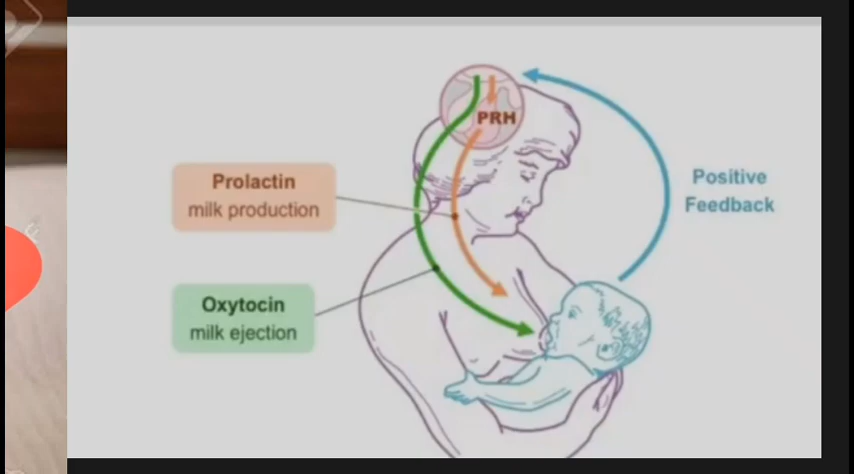 PRH
Prolactin
milk production
Positive
Feedback
Oxytocin
milk ejection